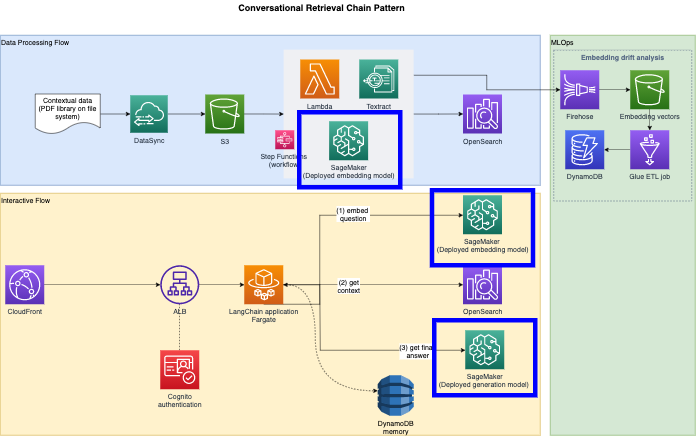 Conversational Retrieval Chain Pattern
Data Processing Flow
MLOps
Embedding drift analysis
Contextual data
(PDF library on file
system)
DataSync
S3
Lambda
Textract
Step Functions
(workflow
SageMaker
(Deployed embedding model)
OpenSearch
Firehose
Embedding vectors
DynamoDB
Glue ETL job
Interactive Flow
(1) embed
question
SageMaker
(Deployed embedding model)
CloudFront
ALB
LangChain application
Fargate
(2) get
context
OpenSearch
(3) get fina
answer
SageMaker
(Deployed generation model)
Cognito
authentication
DynamoDB
memory